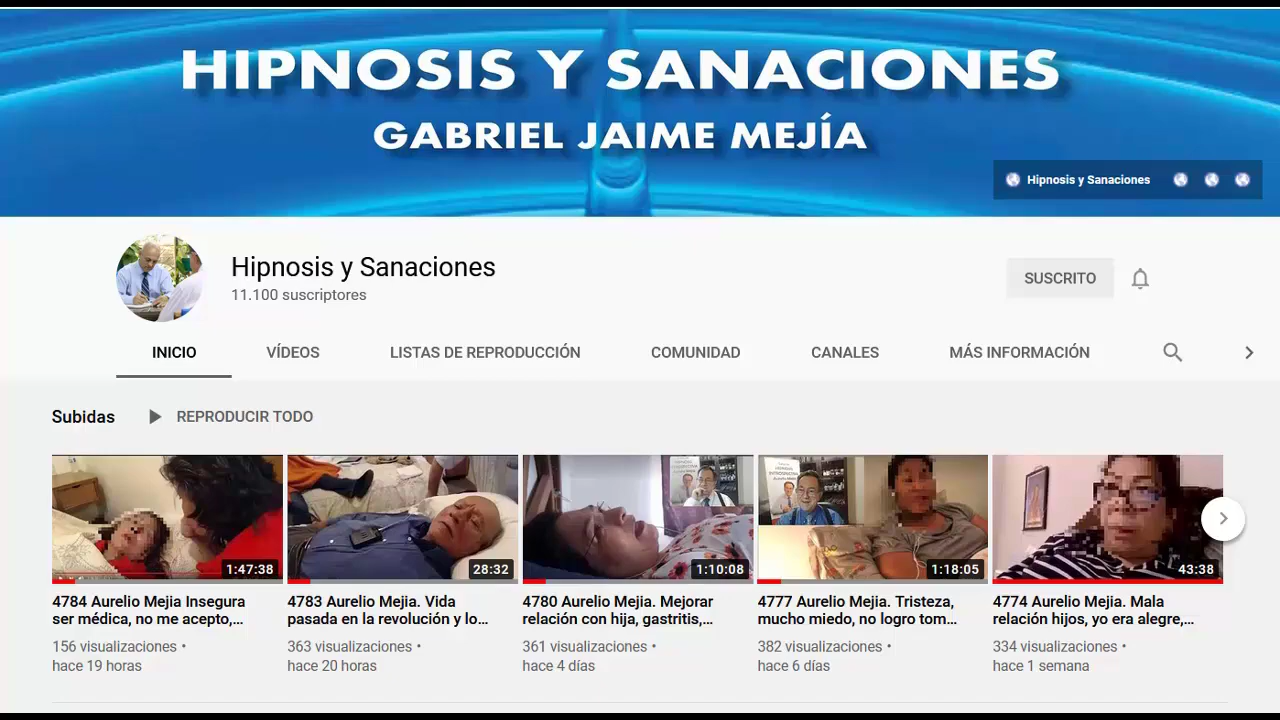 HIPNOSIS Y SANACIONES
GABRIEL JAIME MEJÍA
Hipnosis y Sanaciones
Hipnosis y Sanaciones
11.100 suscriptores
SUSCRITO
INICIO VÍDEOS LISTAS DE REPRODUCCIÓN COMUNIDAD CANALES MÁS INFORMACIÓN
Subidas REPRODUCIR TODO
1:47:38
4784 Aurelio Mejia Insegura
ser médica, no me acepto,...
156 visualizaciones •
hace 19 horas
28:32
4783 Aurelio Mejia. Vida
pasada en la revolución y lo...
363 visualizaciones •
hace 20 horas
1:10:08
4780 Aurelio Mejia. Mejorar
relación con hija, gastritis,...
361 visualizaciones •
hace 4 días
1:18:05
4777 Aurelio Mejia. Tristeza,
mucho miedo, no logro tom...
382 visualizaciones •
hace 6 días
43:38
4774 Aurelio Mejia. Mala
relación hijos, yo era alegre,...
334 visualizaciones •
hace 1 semana